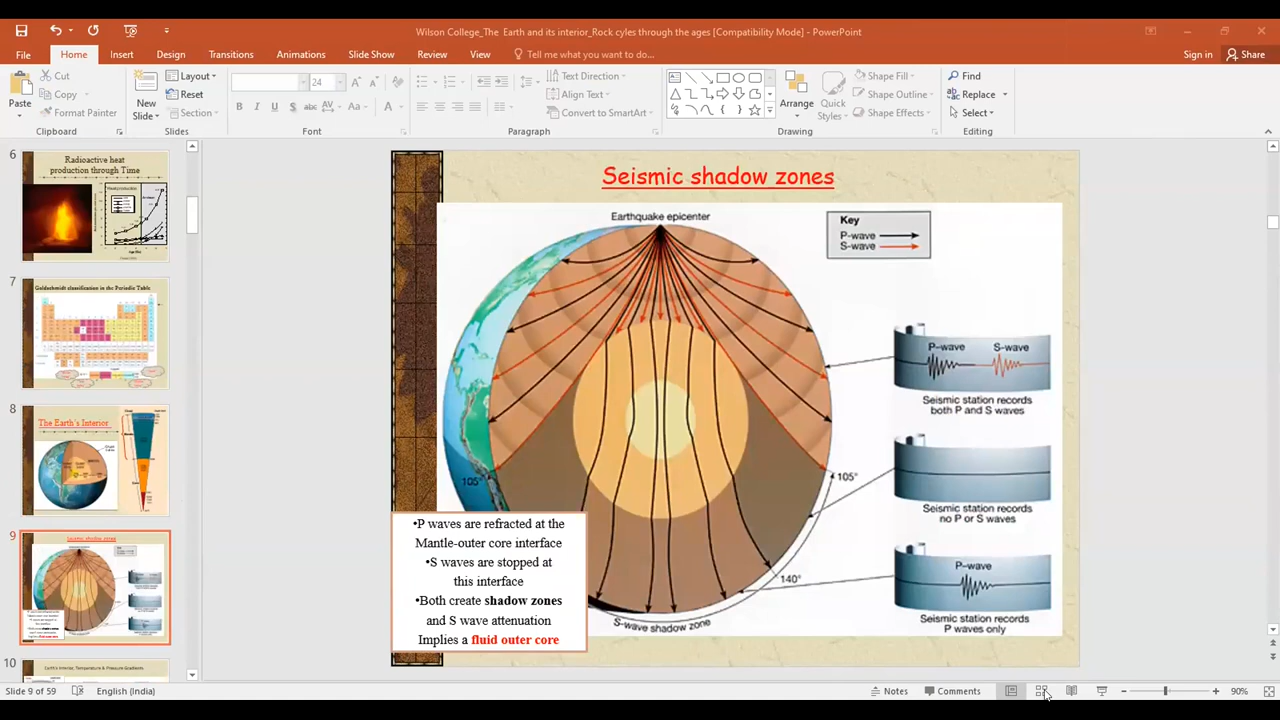 Wilson College_The Earth and its interior_Rock cyles through the ages [Compatibility Mode] - PowerPoint
File Home Insert Design Transitions Animations Slide Show Review View Tell me what you want to do... Sign in Share
Paste Cut Copy Format Painter Clipboard
New Slide Layout Reset Section Slides
24 B I U S abc AV Aa A Font
Text Direction Align Text Convert to SmartArt Paragraph
Arrange Quick Styles Shape Fill Shape Outline Shape Effects Drawing
Find Replace Select Editing
6
Radioactive heat
production through Time
7
Goldschmidt classification in the Periodic Table
8
The Earth's Interior
9
Seismic shadow zones
10
Earth's Interior, Temperature & Pressure Gradients
Seismic shadow zones
Earthquake epicenter
Key
P-wave
S-wave
P-wave S-wave
Seismic station records
both P and S waves
105°
105°
Seismic station records
no P or S waves
140°
P-wave
Seismic station records
P waves only
S-wave shadow zone
•P waves are refracted at the
Mantle-outer core interface
•S waves are stopped at
this interface
•Both create shadow zones
and S wave attenuation
Implies a fluid outer core
Slide 9 of 59 English (India) Notes Comments 90%